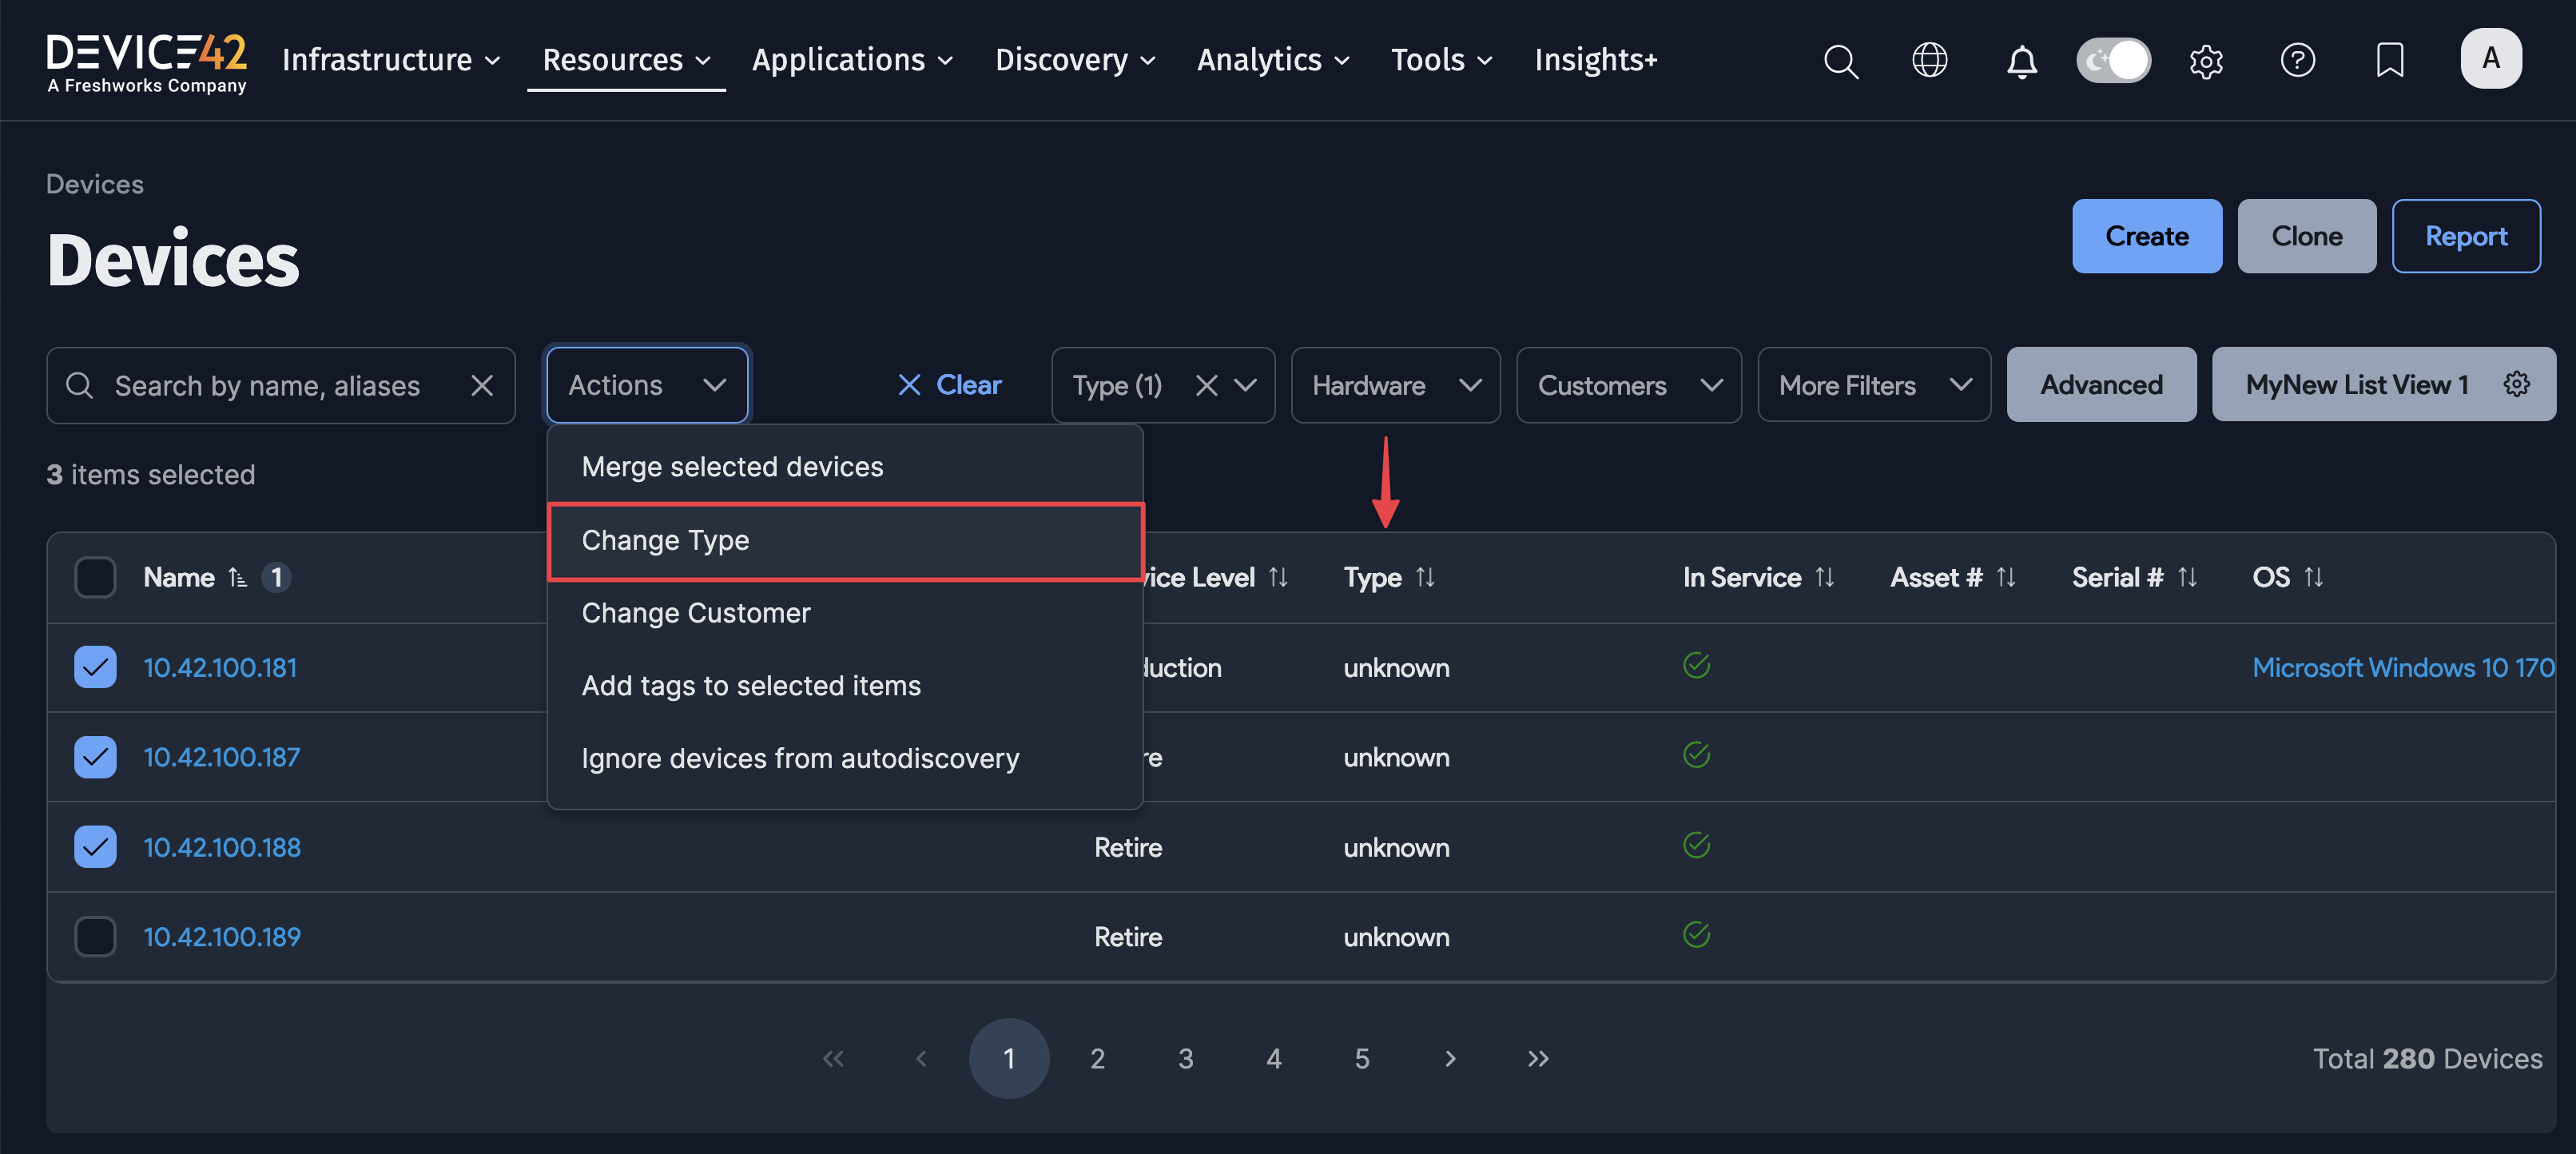 DEVICE42
A Freshworks Company
Infrastructure Resources Applications Discovery Analytics Tools Insights+
? A
Devices
Devices
Create Clone Report
Search by name, aliases Actions Clear Type (1) Hardware Customers More Filters Advanced MyNew List View 1
3 items selected
Merge selected devices
Change Type
Change Customer
Add tags to selected items
Ignore devices from autodiscovery
Name 1 vice Level Type In Service Asset # Serial # OS
10.42.100.181 duction unknown Microsoft Windows 10 170
10.42.100.187 re unknown
10.42.100.188 Retire unknown
10.42.100.189 Retire unknown
« ‹ 1 2 3 4 5 › » Total 280 Devices